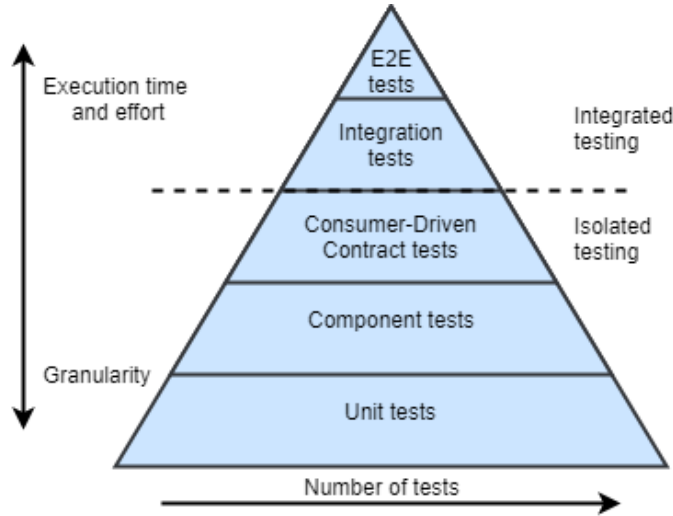 E2E
tests
Execution time
and effort
Integration
tests
Integrated
testing
Consumer-Driven
Contract tests
Isolated
testing
Component tests
Granularity
Unit tests
Number of tests